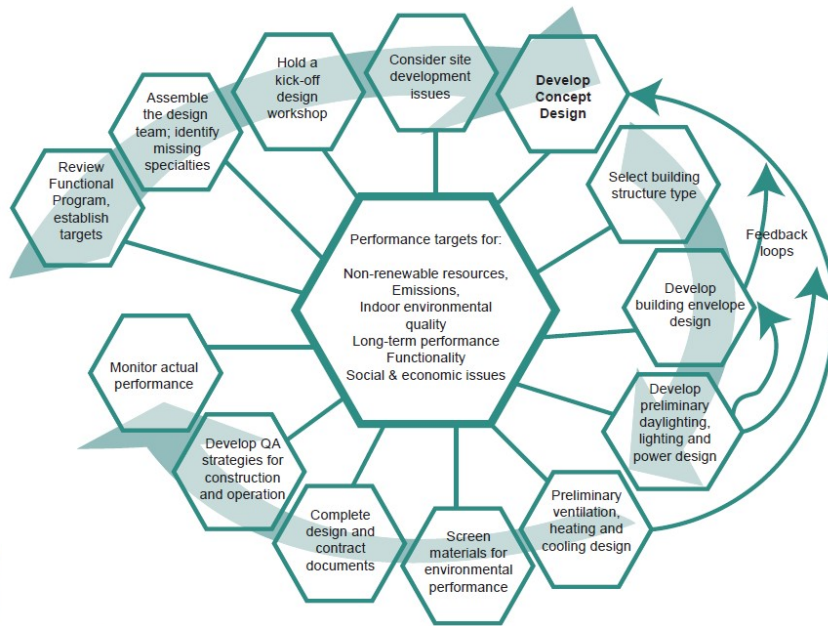 Review
Functional
Program,
establish
targets
Assemble
the design
team; identify
missing
specialties
Hold a
kick-off
design
workshop
Consider site
development
issues
Develop
Concept
Design
Select building
structure type
Feedback
loops
Develop
building envelope
design
Develop
preliminary
daylighting,
lighting and
power design
Preliminary
ventilation,
heating and
cooling design
Screen
materials for
environmental
performance
Complete
design and
contract
documents
Develop QA
strategies for
construction
and operation
Monitor actual
performance
Performance targets for:
Non-renewable resources,
Emissions,
Indoor environmental
quality
Long-term performance
Functionality
Social & economic issues